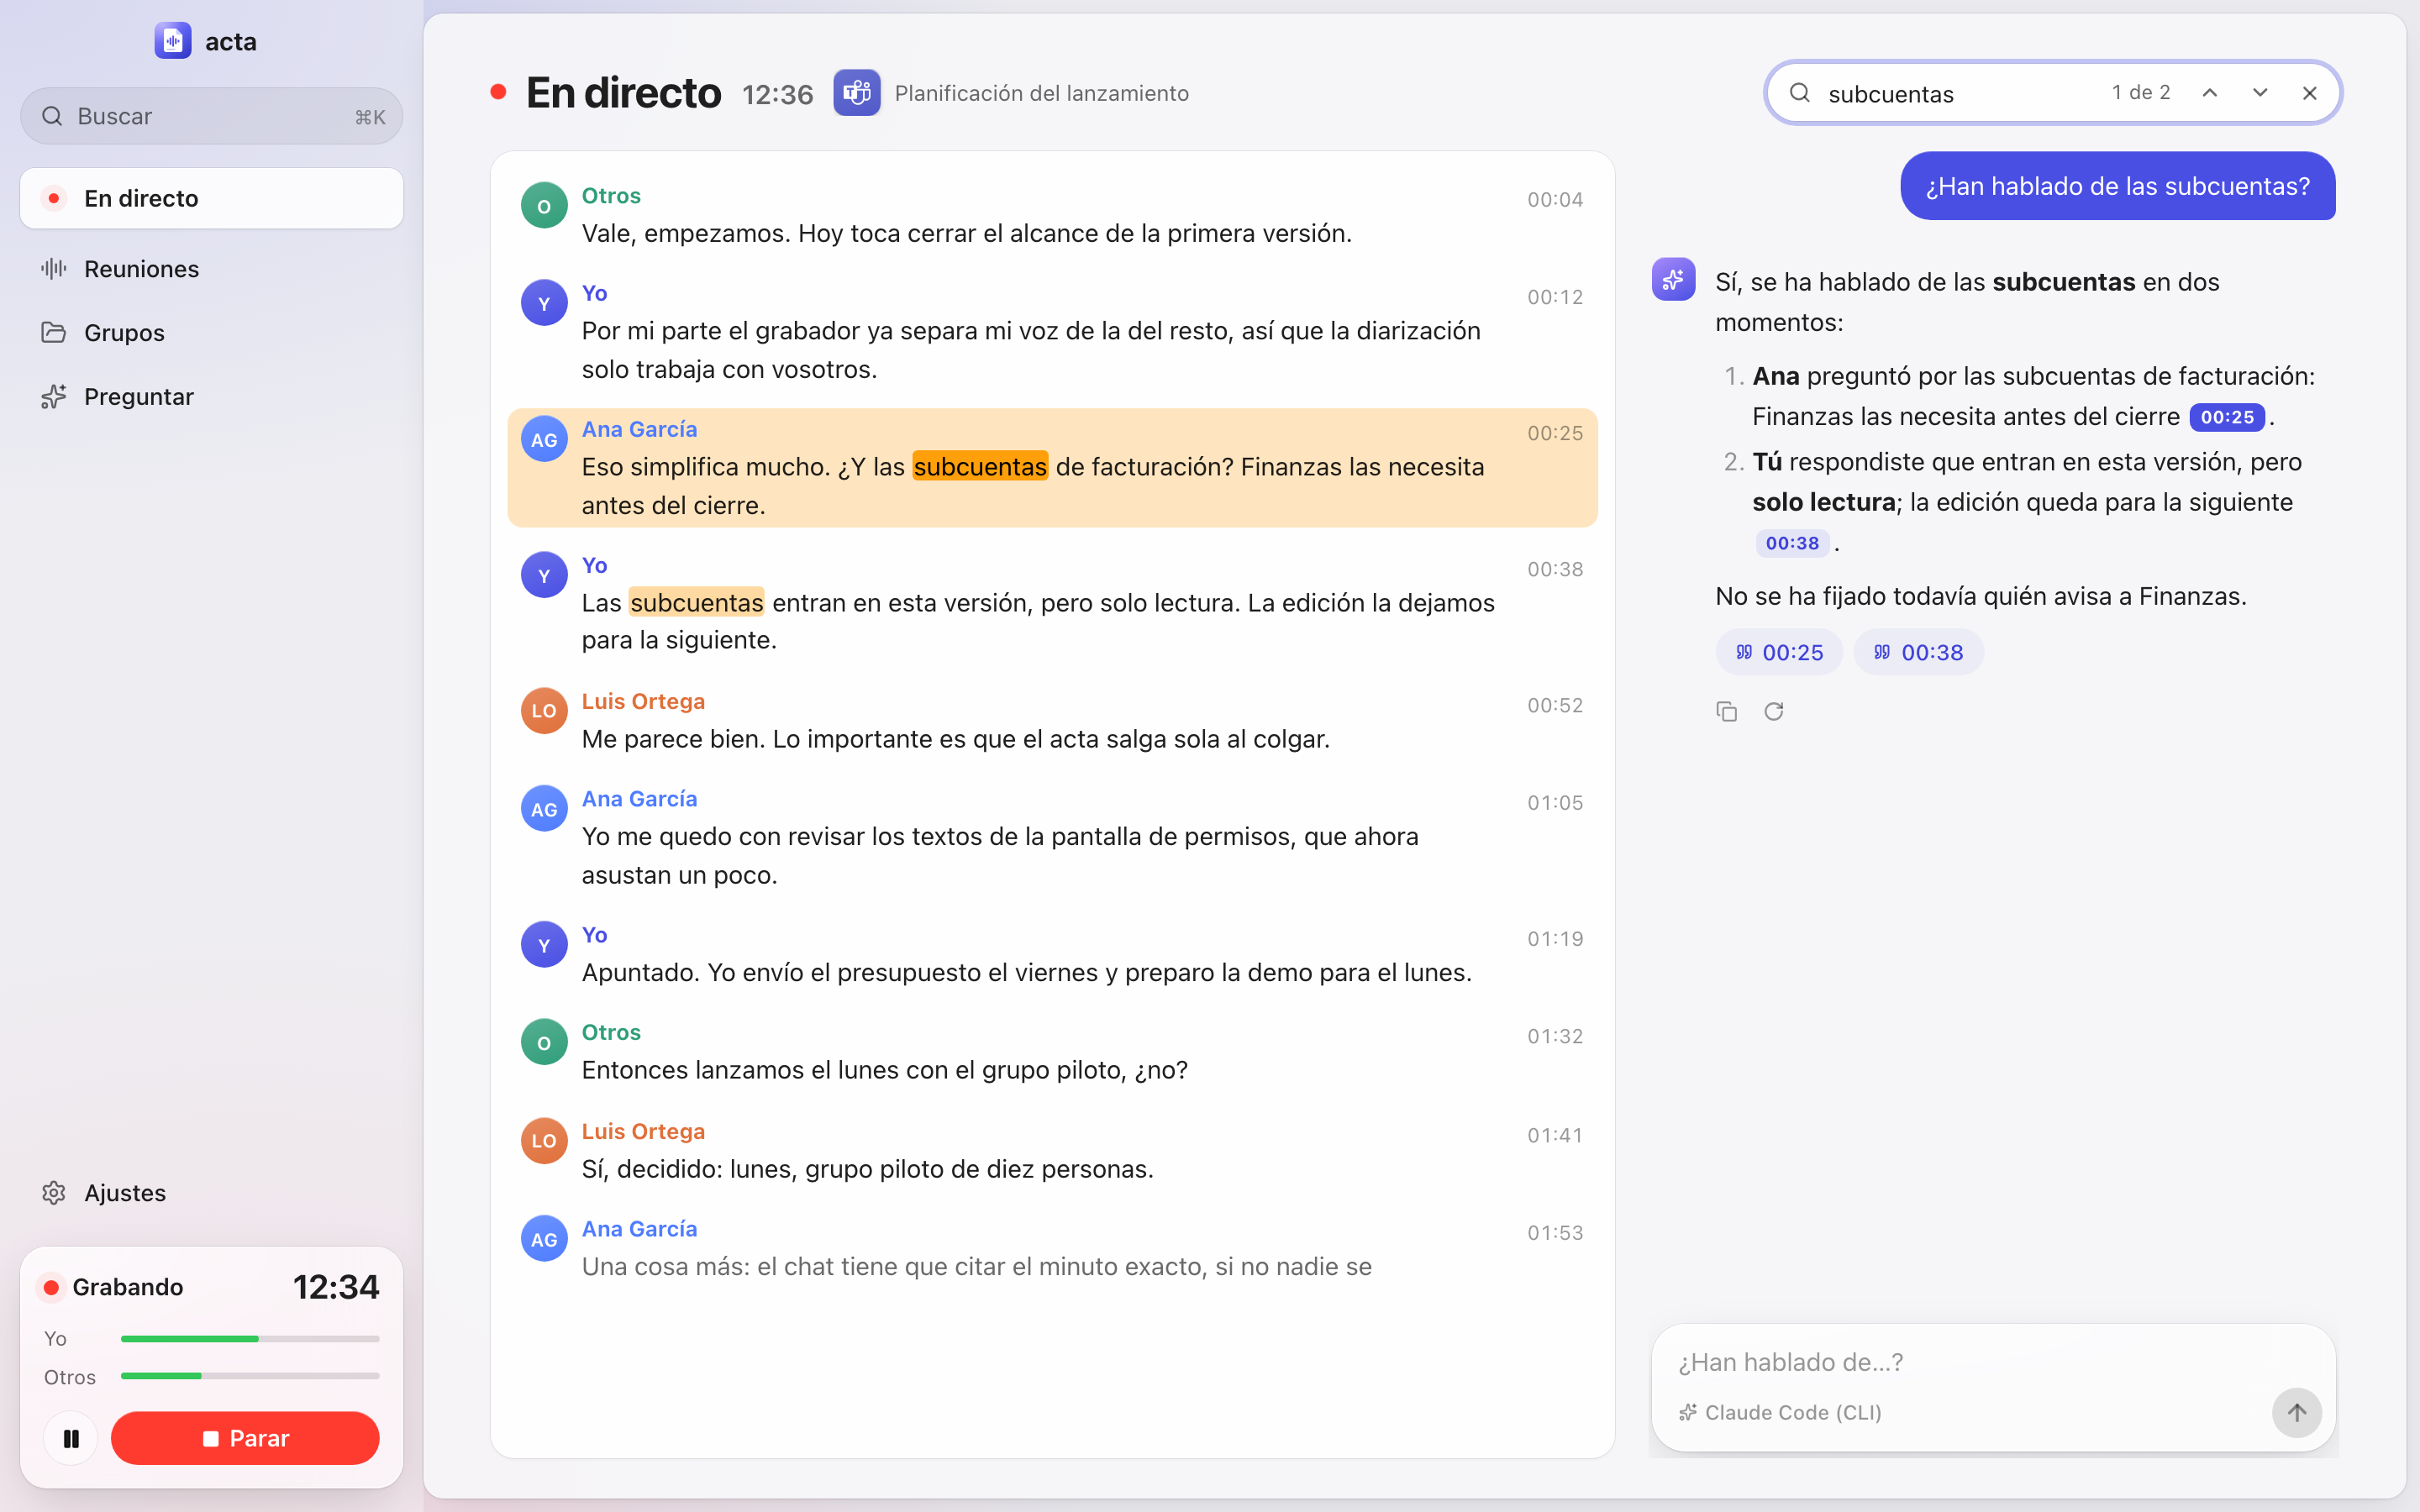 acta
Buscar ⌘K
En directo
Reuniones
Grupos
Preguntar
Ajustes
Grabando 12:34
Yo
Otros
Parar
En directo 12:36 Planificación del lanzamiento
subcuentas 1 de 2
O Otros 00:04
Vale, empezamos. Hoy toca cerrar el alcance de la primera versión.
Y Yo 00:12
Por mi parte el grabador ya separa mi voz de la del resto, así que la diarización
solo trabaja con vosotros.
AG Ana García 00:25
Eso simplifica mucho. ¿Y las subcuentas de facturación? Finanzas las necesita
antes del cierre.
Y Yo 00:38
Las subcuentas entran en esta versión, pero solo lectura. La edición la dejamos
para la siguiente.
LO Luis Ortega 00:52
Me parece bien. Lo importante es que el acta salga sola al colgar.
AG Ana García 01:05
Yo me quedo con revisar los textos de la pantalla de permisos, que ahora
asustan un poco.
Y Yo 01:19
Apuntado. Yo envío el presupuesto el viernes y preparo la demo para el lunes.
O Otros 01:32
Entonces lanzamos el lunes con el grupo piloto, ¿no?
LO Luis Ortega 01:41
Sí, decidido: lunes, grupo piloto de diez personas.
AG Ana García 01:53
Una cosa más: el chat tiene que citar el minuto exacto, si no nadie se
¿Han hablado de las subcuentas?
Sí, se ha hablado de las subcuentas en dos
momentos:
1. Ana preguntó por las subcuentas de facturación:
Finanzas las necesita antes del cierre 00:25 .
2. Tú respondiste que entran en esta versión, pero
solo lectura; la edición queda para la siguiente
00:38 .
No se ha fijado todavía quién avisa a Finanzas.
00:25 00:38
¿Han hablado de...?
Claude Code (CLI)